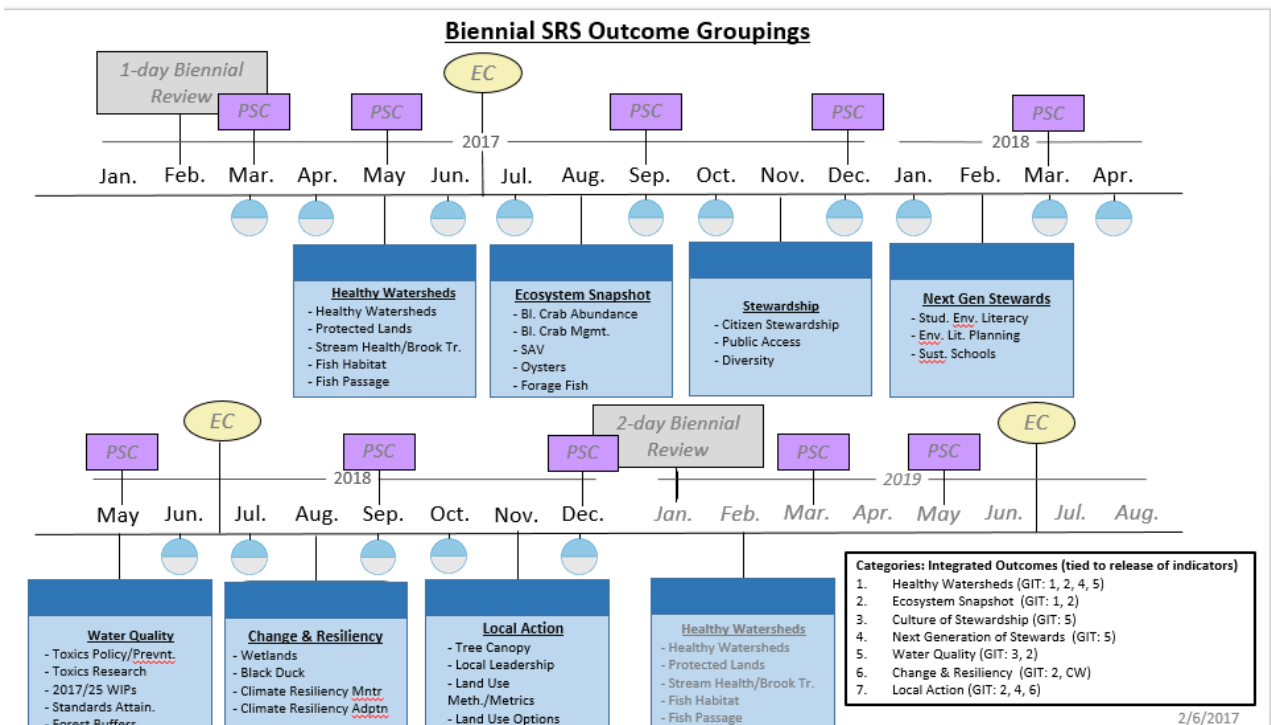 Biennial SRS Outcome Groupings
1-day Biennial
Review
EC
PSC
PSC
PSC
PSC
PSC
2017
2018
Jan.
Feb.
Mar.
Apr.
May
Jun.
Jul.
Aug.
Sep.
Oct.
Nov.
Dec.
Jan.
Feb.
Mar.
Apr.
Healthy Watersheds
- Healthy Watersheds
- Protected Lands
- Stream Health/Brook Tr.
- Fish Habitat
- Fish Passage
Ecosystem Snapshot
- Bl. Crab Abundance
- Bl. Crab Mgmt.
- SAV
- Oysters
- Forage Fish
Stewardship
- Citizen Stewardship
- Public Access
- Diversity
Next Gen Stewards
- Stud. Env. Literacy
- Env. Lit. Planning
- Sust. Schools
EC
2-day Biennial
Review
EC
PSC
PSC
PSC
PSC
PSC
2018
2019
May
Jun.
Jul.
Aug.
Sep.
Oct.
Nov.
Dec.
Jan.
Feb.
Mar.
Apr.
May
Jun.
Jul.
Aug.
Water Quality
- Toxics Policy/Prevnt.
- Toxics Research
- 2017/25 WIPs
- Standards Attain.
- Forest Buffers
Change & Resiliency
- Wetlands
- Black Duck
- Climate Resiliency Mntr
- Climate Resiliency Adptn
Local Action
- Tree Canopy
- Local Leadership
- Land Use
Meth./Metrics
- Land Use Options
Healthy Watersheds
- Healthy Watersheds
- Protected Lands
- Stream Health/Brook Tr.
- Fish Habitat
- Fish Passage
Categories: Integrated Outcomes (tied to release of indicators)
1. Healthy Watersheds (GIT: 1, 2, 4, 5)
2. Ecosystem Snapshot (GIT: 1, 2)
3. Culture of Stewardship (GIT: 5)
4. Next Generation of Stewards (GIT: 5)
5. Water Quality (GIT: 3, 2)
6. Change & Resiliency (GIT: 2, CW)
7. Local Action (GIT: 2, 4, 6)
2/6/2017